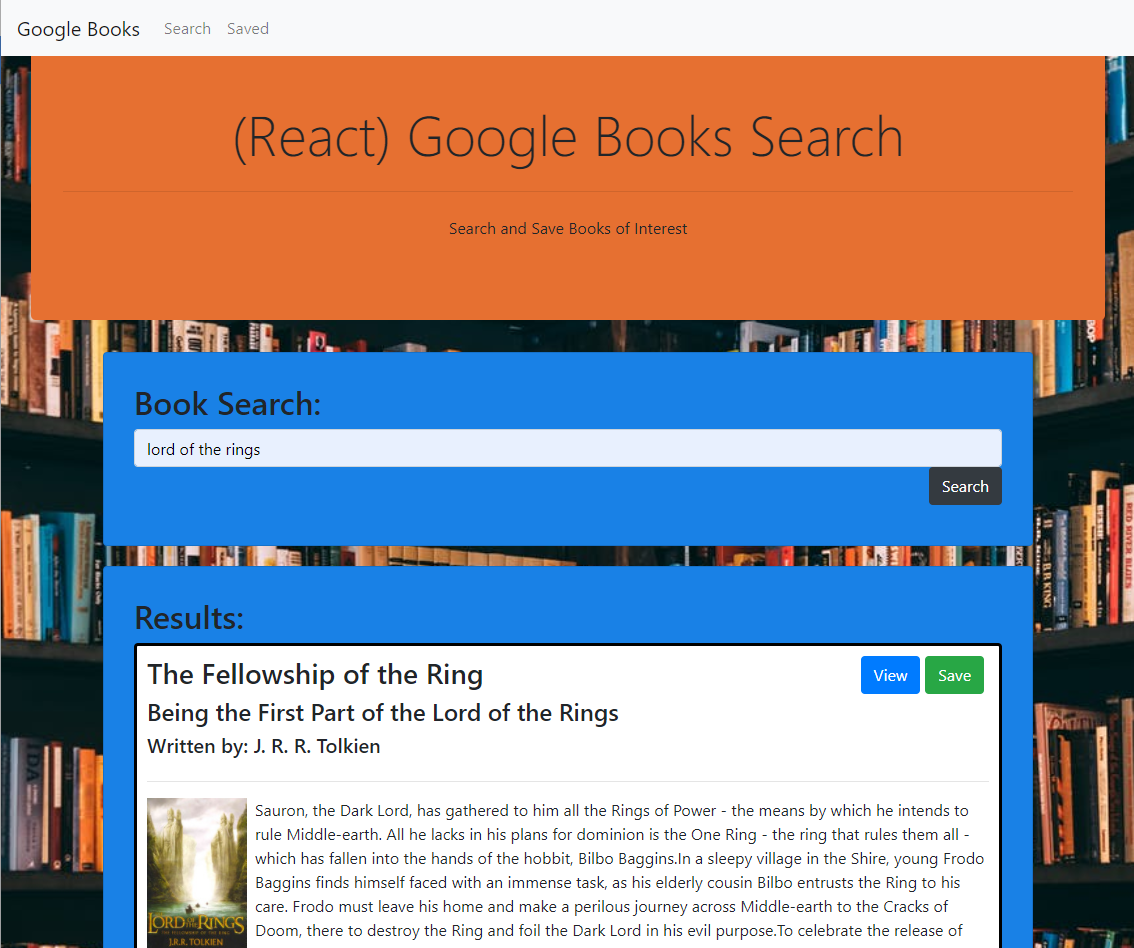 Google Books Search Saved
(React) Google Books Search
Search and Save Books of Interest
Book Search:
lord of the rings
Search
Results:
The Fellowship of the Ring
View Save
Being the First Part of the Lord of the Rings
Written by: J. R. R. Tolkien
Sauron, the Dark Lord, has gathered to him all the Rings of Power - the means by which he intends to
rule Middle-earth. All he lacks in his plans for dominion is the One Ring - the ring that rules them all -
which has fallen into the hands of the hobbit, Bilbo Baggins.In a sleepy village in the Shire, young Frodo
Baggins finds himself faced with an immense task, as his elderly cousin Bilbo entrusts the Ring to his
care. Frodo must leave his home and make a perilous journey across Middle-earth to the Cracks of
Doom, there to destroy the Ring and foil the Dark Lord in his evil purpose.To celebrate the release of
LORD OF THE RINGS
J.R.R. TOLKIEN
RED RIVER BLUES
B.B. KING